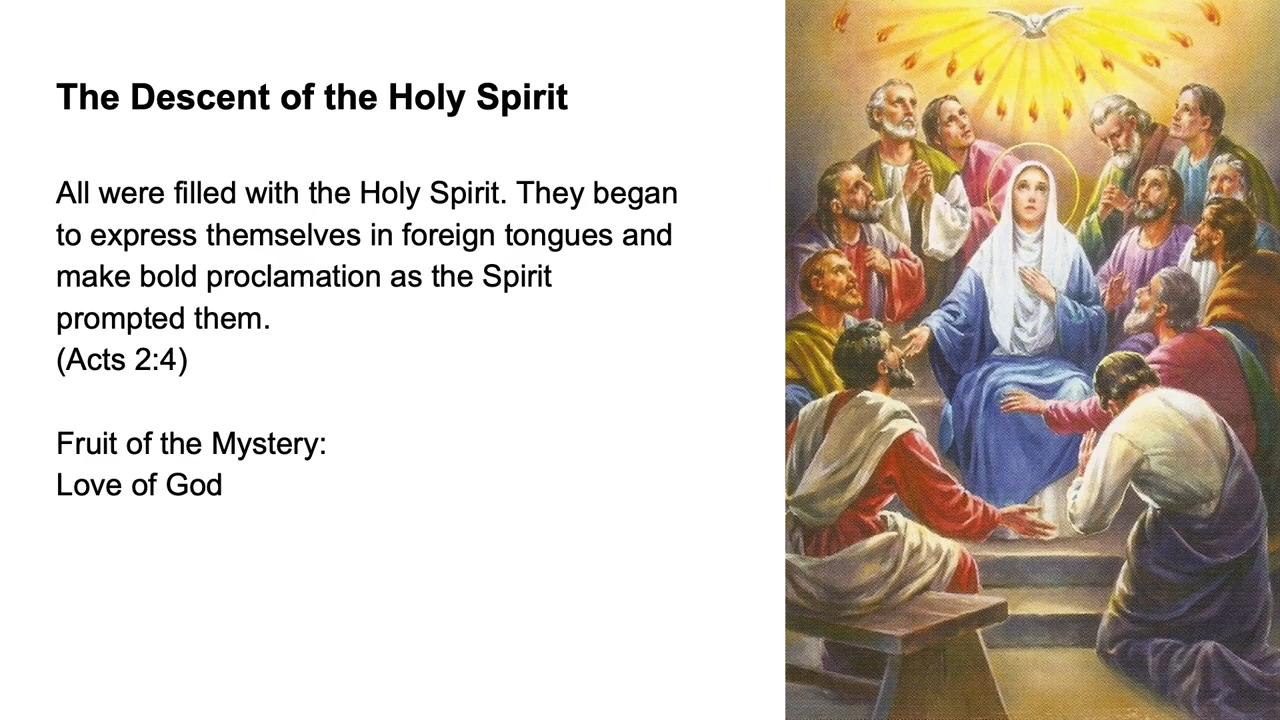 The Descent of the Holy Spirit
All were filled with the Holy Spirit. They began
to express themselves in foreign tongues and
make bold proclamation as the Spirit
prompted them.
(Acts 2:4)
Fruit of the Mystery:
Love of God